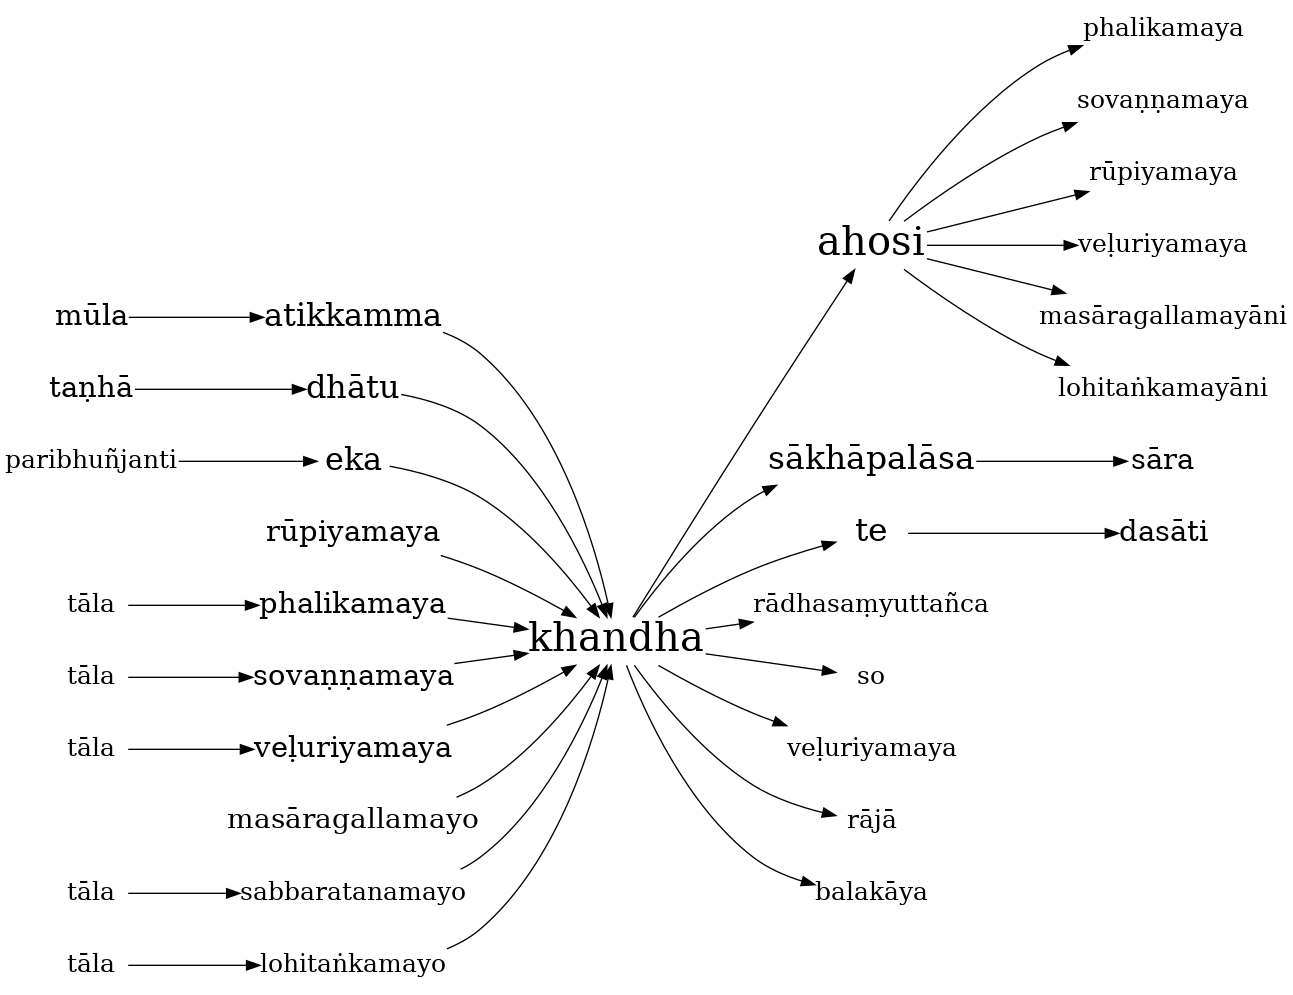 phalikamaya
sovaṇṇamaya
rūpiyamaya
ahosi
veḷuriyamaya
mūla atikkamma
masāragallamayāni
taṇhā dhātu
lohitaṅkamayāni
paribhuñjanti eka
sākhāpalāsa sāra
rūpiyamaya
te dasāti
tāla phalikamaya
rādhasaṃyuttañca
khandha
tāla sovaṇṇamaya
so
tāla veḷuriyamaya
veḷuriyamaya
masāragallamayo
rājā
tāla sabbaratanamayo
balakāya
tāla lohitaṅkamayo